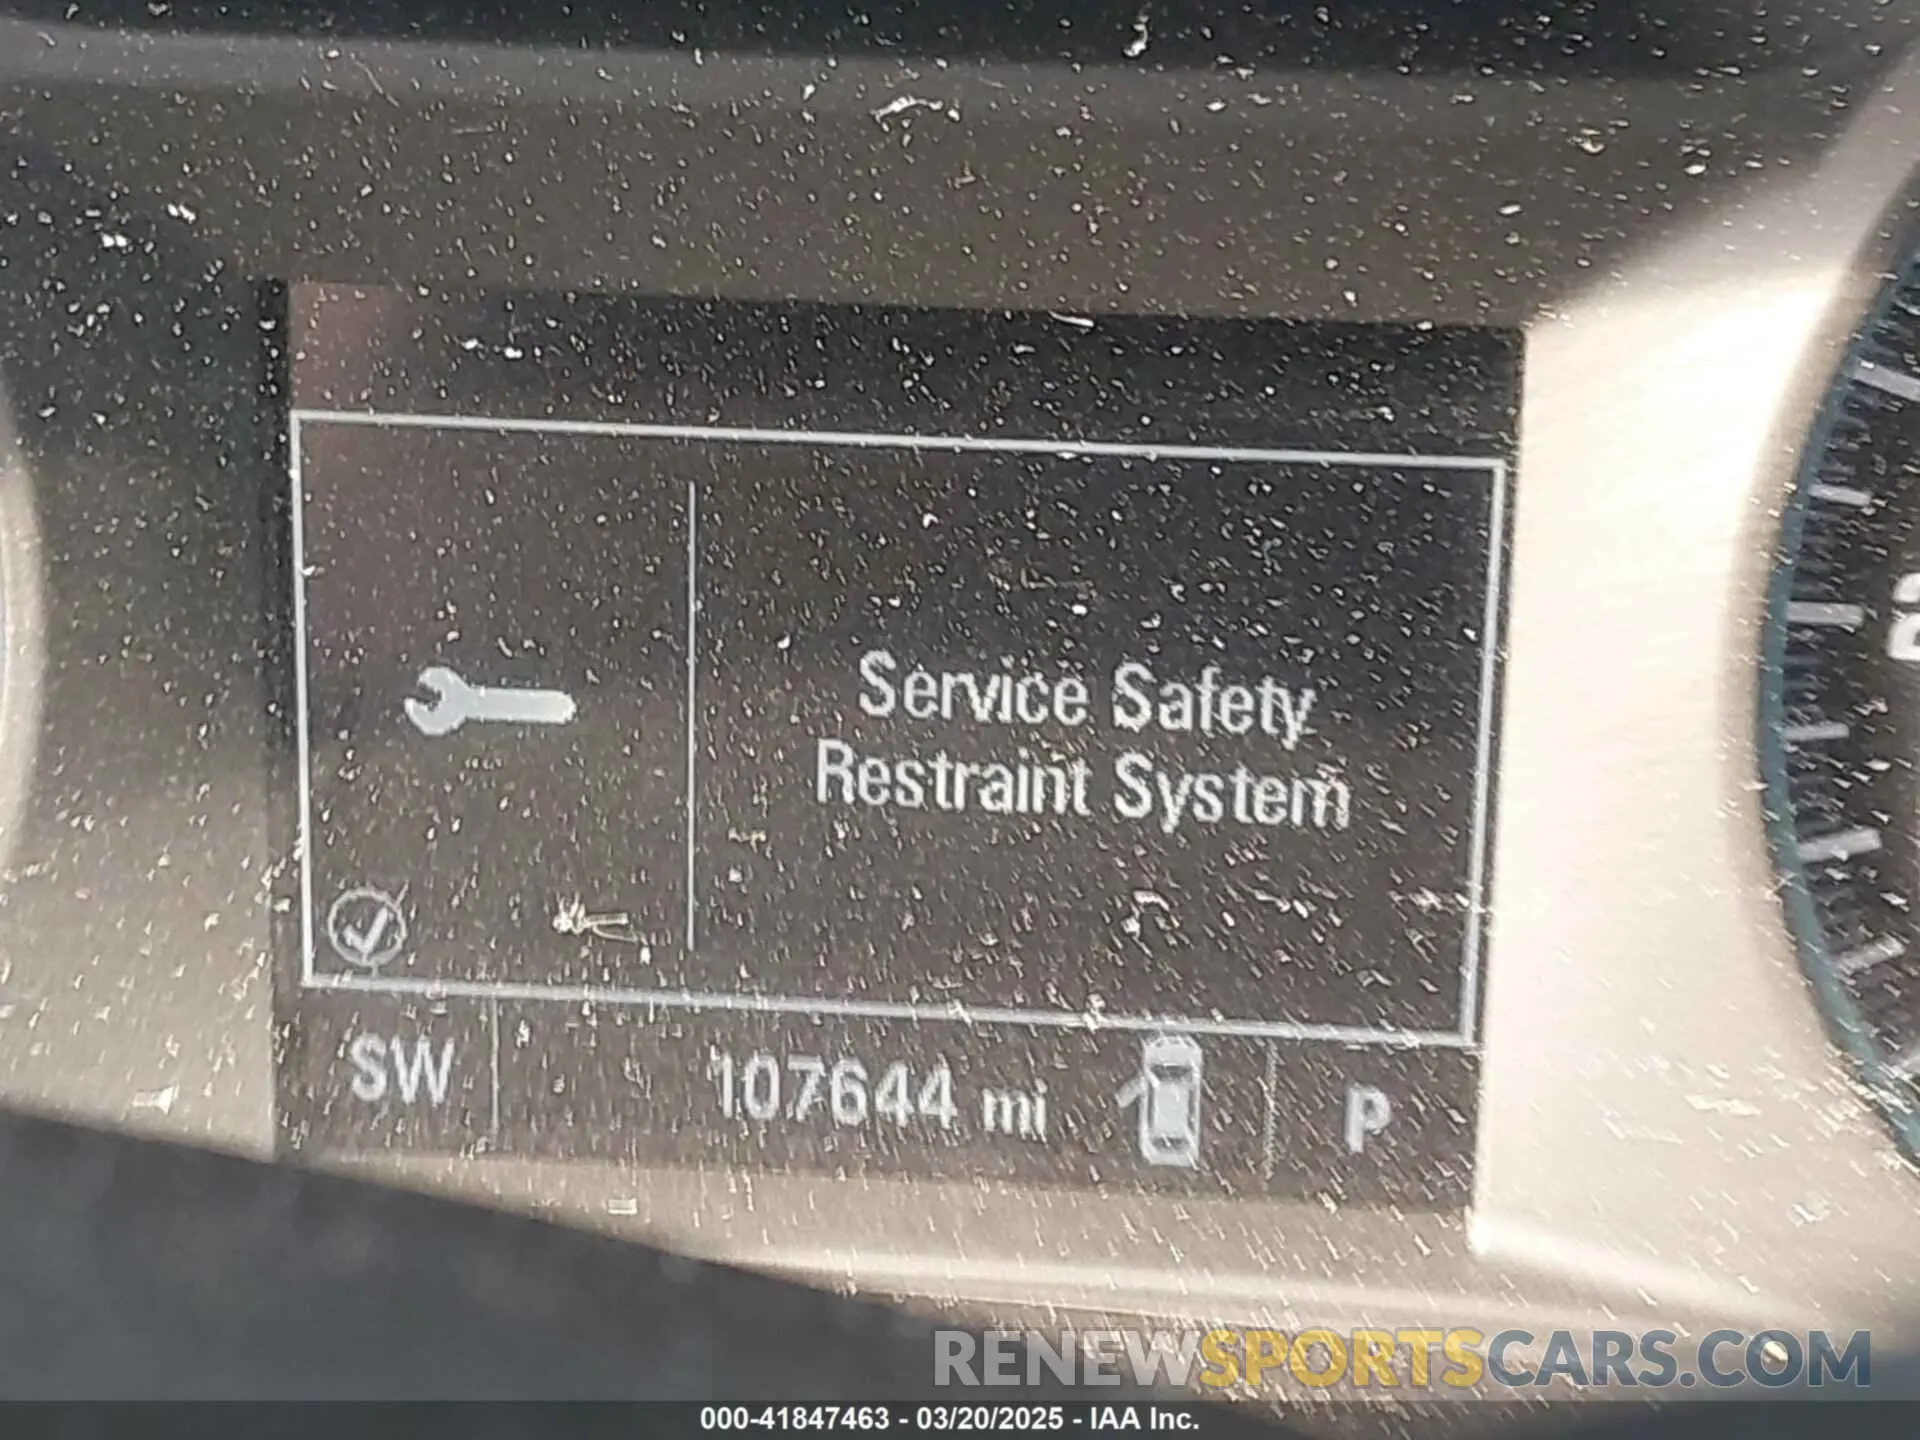 Service Safety
Restraint System
SW 107644 mi P
RENEWSPORTSCARS.COM
000-41847463 - 03/20/2025 - IAA Inc.